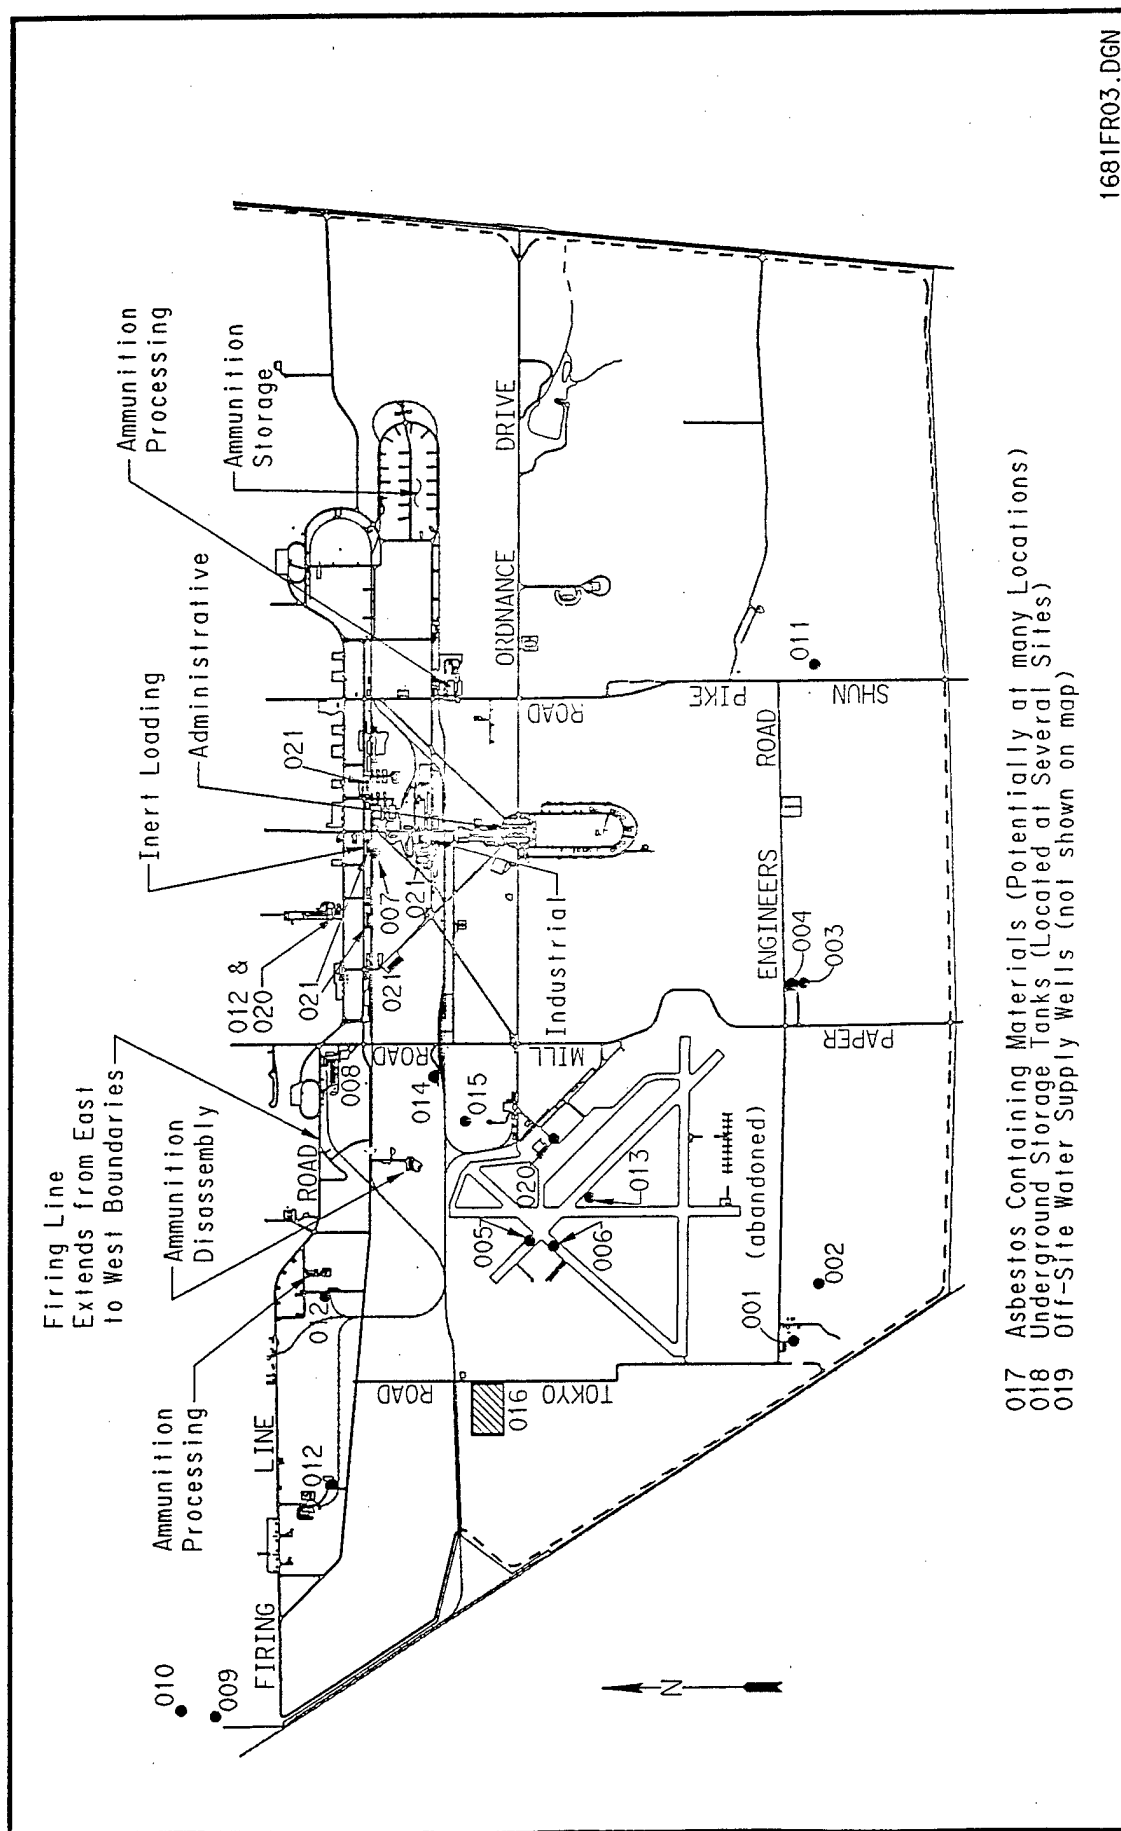 Firing Line
Extends from East
to West Boundaries
Ammunition
Processing
Ammunition
Disassembly
012 &
020
Inert Loading
Administrative
Ammunition
Processing
Ammunition
Storage
010
009
FIRING LINE ROAD
012
012
008
021
021
007
021
021
014
015
ROAD
MILL
PAPER
TOKYO
ROAD
016
005
006
020
013
(abandoned)
Industrial
ORDNANCE DRIVE
ROAD
PIKE
SHUN
ENGINEERS ROAD
001
002
004
003
011
N
017 Asbestos Containing Materials (Potentially at many Locations)
018 Underground Storage Tanks (Located at Several Sites)
019 Off-Site Water Supply Wells (not shown on map)
1681FR03.DGN